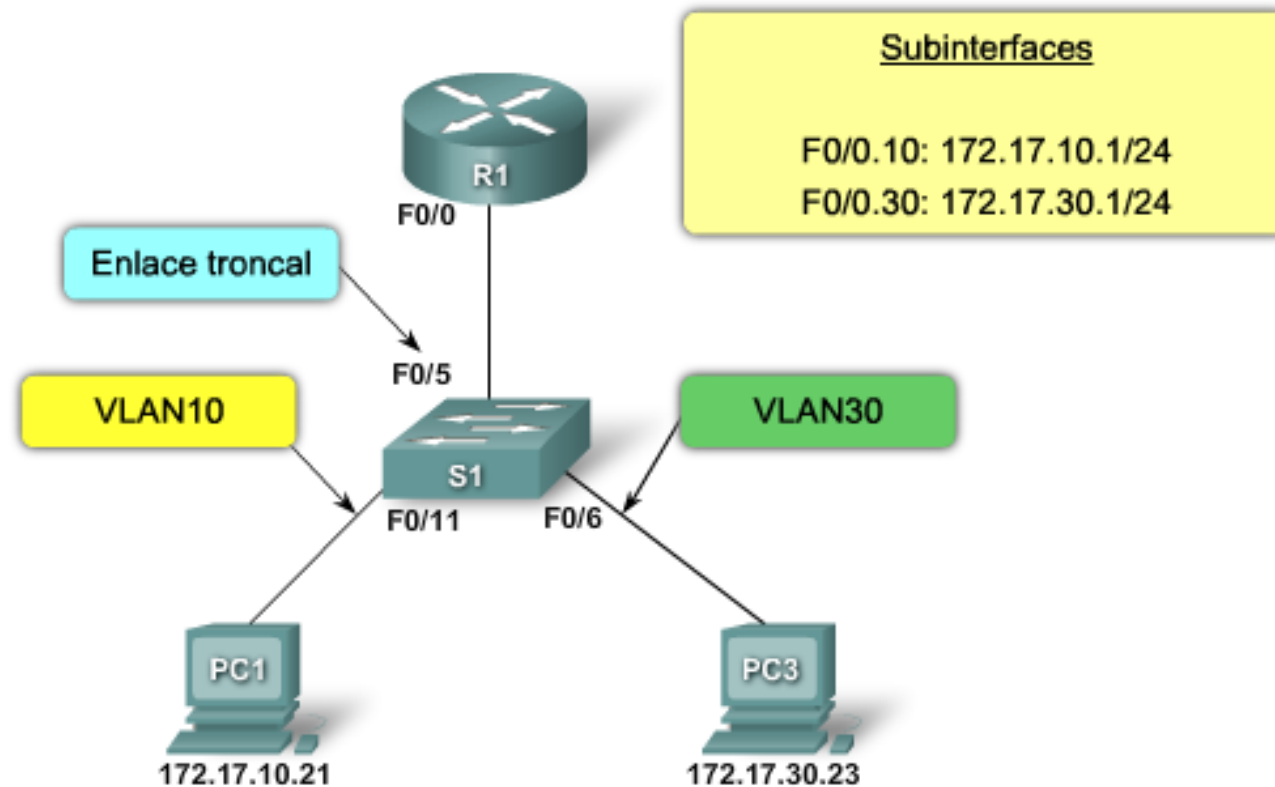 Subinterfaces
F0/0.10: 172.17.10.1/24
F0/0.30: 172.17.30.1/24
R1
F0/0
Enlace troncal
F0/5
VLAN10
VLAN30
S1
F0/11
F0/6
PC1
PC3
172.17.10.21
172.17.30.23